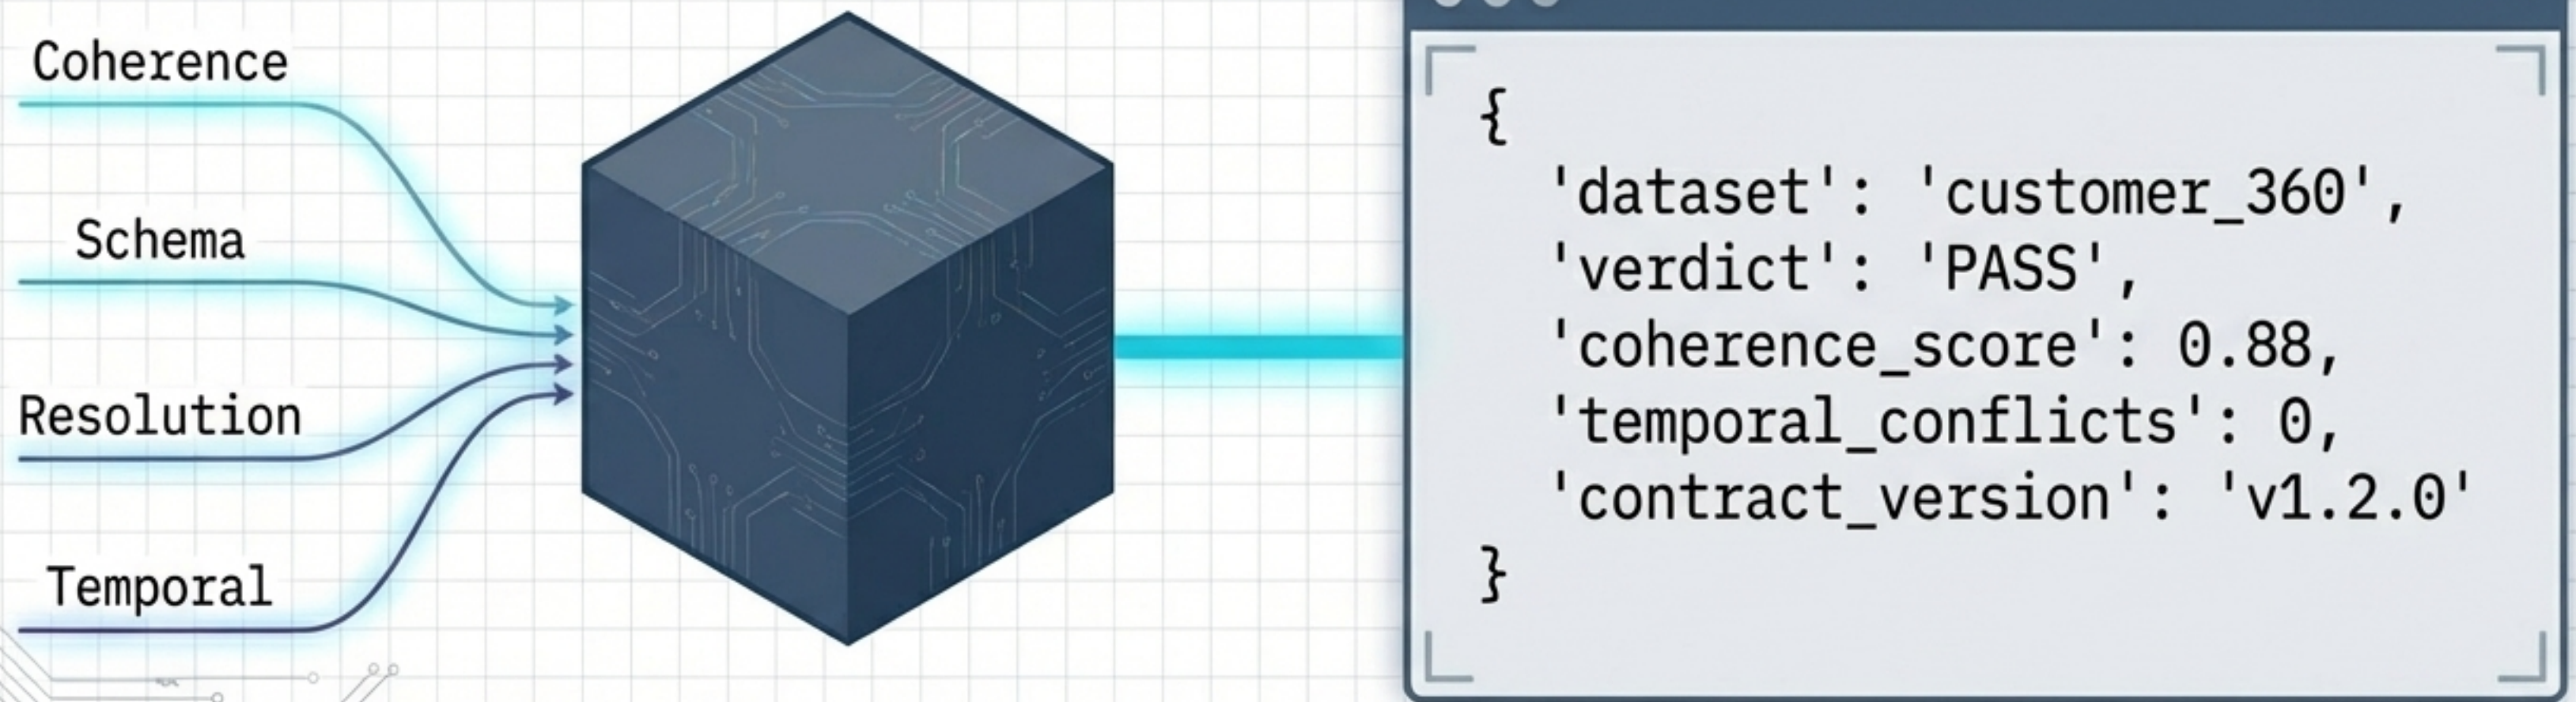 Coherence
Schema
Resolution
Temporal
{
'dataset': 'customer_360',
'verdict': 'PASS',
'coherence_score': 0.88,
'temporal_conflicts': 0,
'contract_version': 'v1.2.0'
}